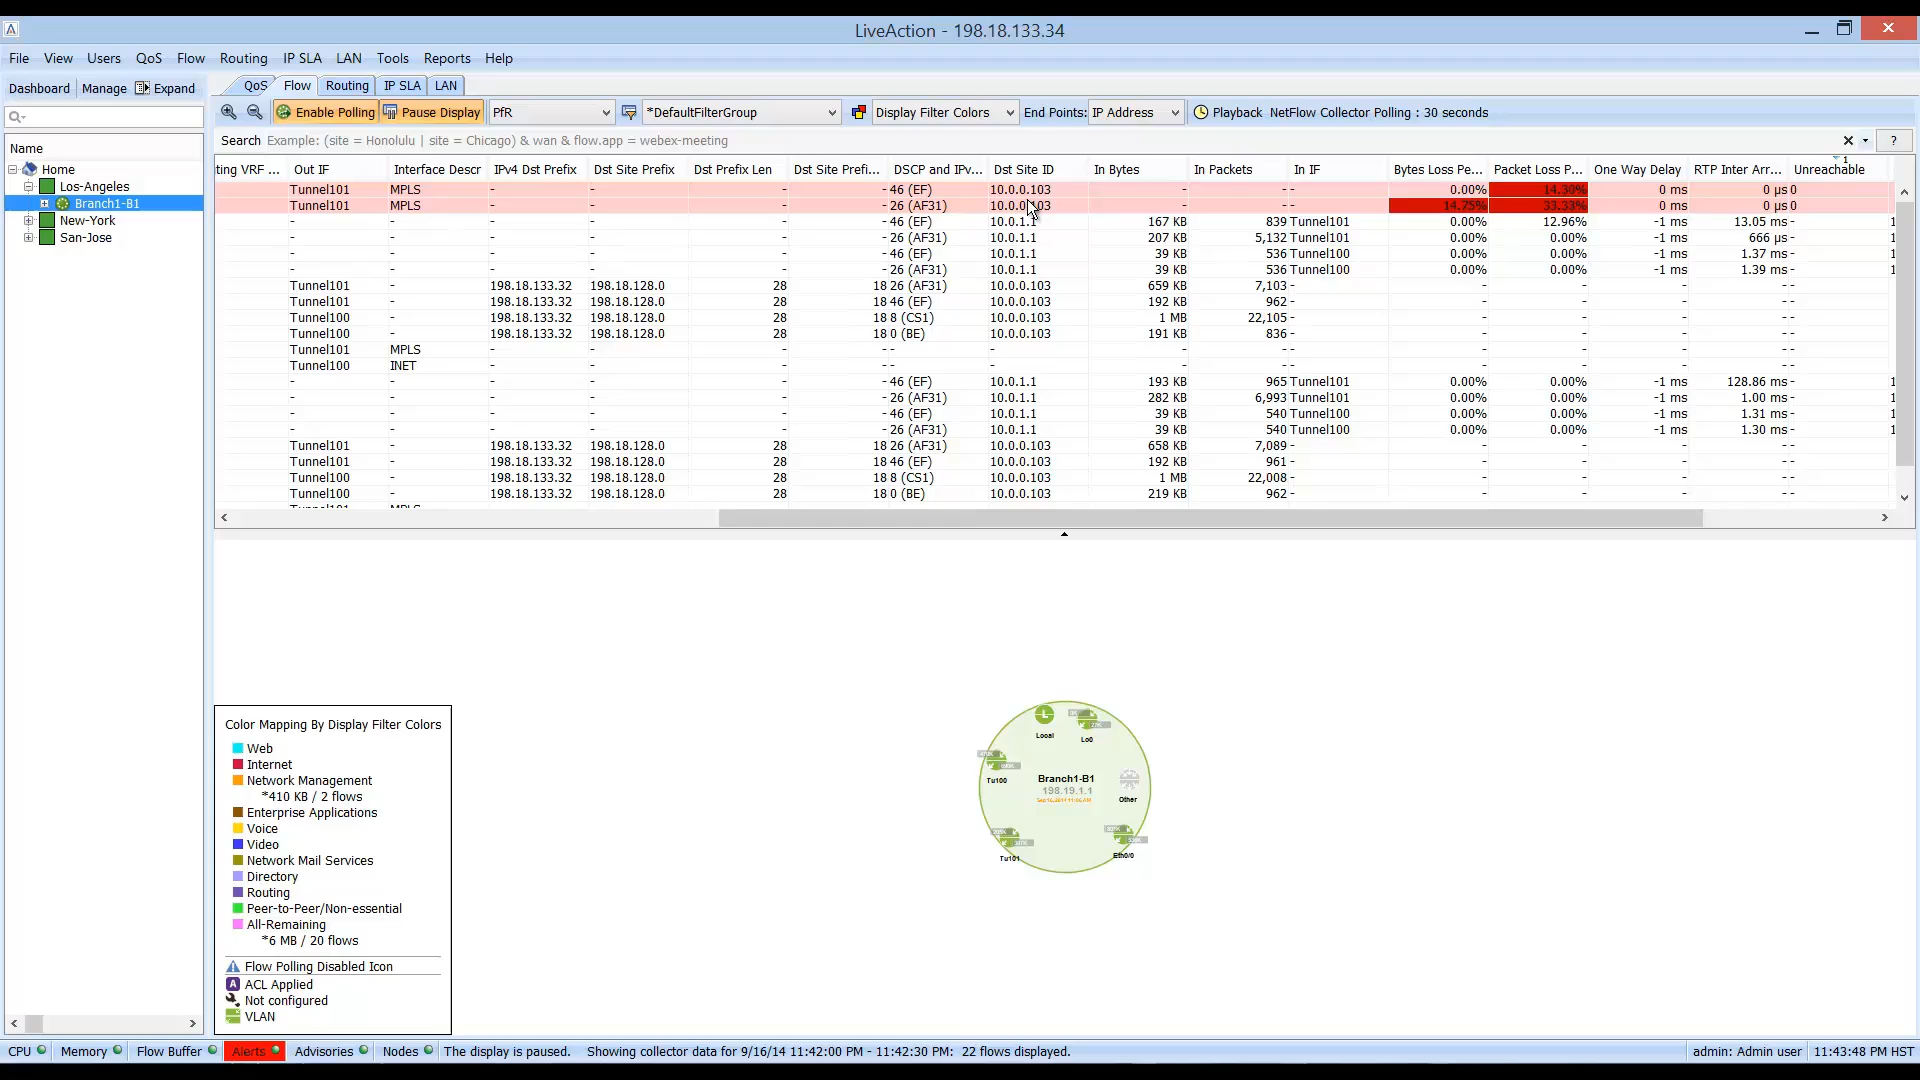 LiveAction - 198.18.133.34
File View Users QoS Flow Routing IP SLA LAN Tools Reports Help
Dashboard Manage Expand
QoS Flow Routing IP SLA LAN
Enable Polling Pause Display PfR *DefaultFilterGroup Display Filter Colors End Points: IP Address Playback NetFlow Collector Polling : 30 seconds
Search Example: (site = Honolulu | site = Chicago) & wan & flow.app = webex-meeting ?
Name
Home
Los-Angeles
Branch1-B1
New-York
San-Jose
ting VRF ... Out IF Interface Descr IPv4 Dst Prefix Dst Site Prefix Dst Prefix Len Dst Site Prefi... DSCP and IPv... Dst Site ID In Bytes In Packets In IF Bytes Loss Pe... Packet Loss P... One Way Delay RTP Inter Arr... Unreachable 1
Tunnel101 MPLS - - - - 46 (EF) 10.0.0.103 - - - 0.00% 14.30% 0 ms 0 µs 0
Tunnel101 MPLS - - - - 26 (AF31) 10.0.0.103 - - - 14.75% 33.33% 0 ms 0 µs 0
- - - - - - 46 (EF) 10.0.1.1 167 KB 839 Tunnel101 0.00% 12.96% -1 ms 13.05 ms - 1
- - - - - - 26 (AF31) 10.0.1.1 207 KB 5,132 Tunnel101 0.00% 0.00% -1 ms 666 µs - 1
- - - - - - 46 (EF) 10.0.1.1 39 KB 536 Tunnel100 0.00% 0.00% -1 ms 1.37 ms - 1
- - - - - - 26 (AF31) 10.0.1.1 39 KB 536 Tunnel100 0.00% 0.00% -1 ms 1.39 ms - 1
Tunnel101 - 198.18.133.32 198.18.128.0 28 18 26 (AF31) 10.0.0.103 659 KB 7,103 - - - - - -
Tunnel101 - 198.18.133.32 198.18.128.0 28 18 46 (EF) 10.0.0.103 192 KB 962 - - - - - -
Tunnel100 - 198.18.133.32 198.18.128.0 28 18 8 (CS1) 10.0.0.103 1 MB 22,105 - - - - - -
Tunnel100 - 198.18.133.32 198.18.128.0 28 18 0 (BE) 10.0.0.103 191 KB 836 - - - - - -
Tunnel101 MPLS - - - - - - - - - - - - - -
Tunnel100 INET - - - - - - - - - - - - - -
- - - - - - 46 (EF) 10.0.1.1 193 KB 965 Tunnel101 0.00% 0.00% -1 ms 128.86 ms - 1
- - - - - - 26 (AF31) 10.0.1.1 282 KB 6,993 Tunnel101 0.00% 0.00% -1 ms 1.00 ms - 1
- - - - - - 46 (EF) 10.0.1.1 39 KB 540 Tunnel100 0.00% 0.00% -1 ms 1.31 ms - 1
- - - - - - 26 (AF31) 10.0.1.1 39 KB 540 Tunnel100 0.00% 0.00% -1 ms 1.30 ms - 1
Tunnel101 - 198.18.133.32 198.18.128.0 28 18 26 (AF31) 10.0.0.103 658 KB 7,089 - - - - - -
Tunnel101 - 198.18.133.32 198.18.128.0 28 18 46 (EF) 10.0.0.103 192 KB 961 - - - - - -
Tunnel100 - 198.18.133.32 198.18.128.0 28 18 8 (CS1) 10.0.0.103 1 MB 22,008 - - - - - -
Tunnel100 - 198.18.133.32 198.18.128.0 28 18 0 (BE) 10.0.0.103 219 KB 962 - - - - - -
Local
Lo0
Tu100
Branch1-B1
198.19.1.1
Other
Tu101
Eth0/0
Color Mapping By Display Filter Colors
Web
Internet
Network Management
*410 KB / 2 flows
Enterprise Applications
Voice
Video
Network Mail Services
Directory
Routing
Peer-to-Peer/Non-essential
All-Remaining
*6 MB / 20 flows
Flow Polling Disabled Icon
A ACL Applied
Not configured
VLAN
CPU Memory Flow Buffer Alerts Advisories Nodes The display is paused. Showing collector data for 9/16/14 11:42:00 PM - 11:42:30 PM: 22 flows displayed. admin: Admin user 11:43:48 PM HST